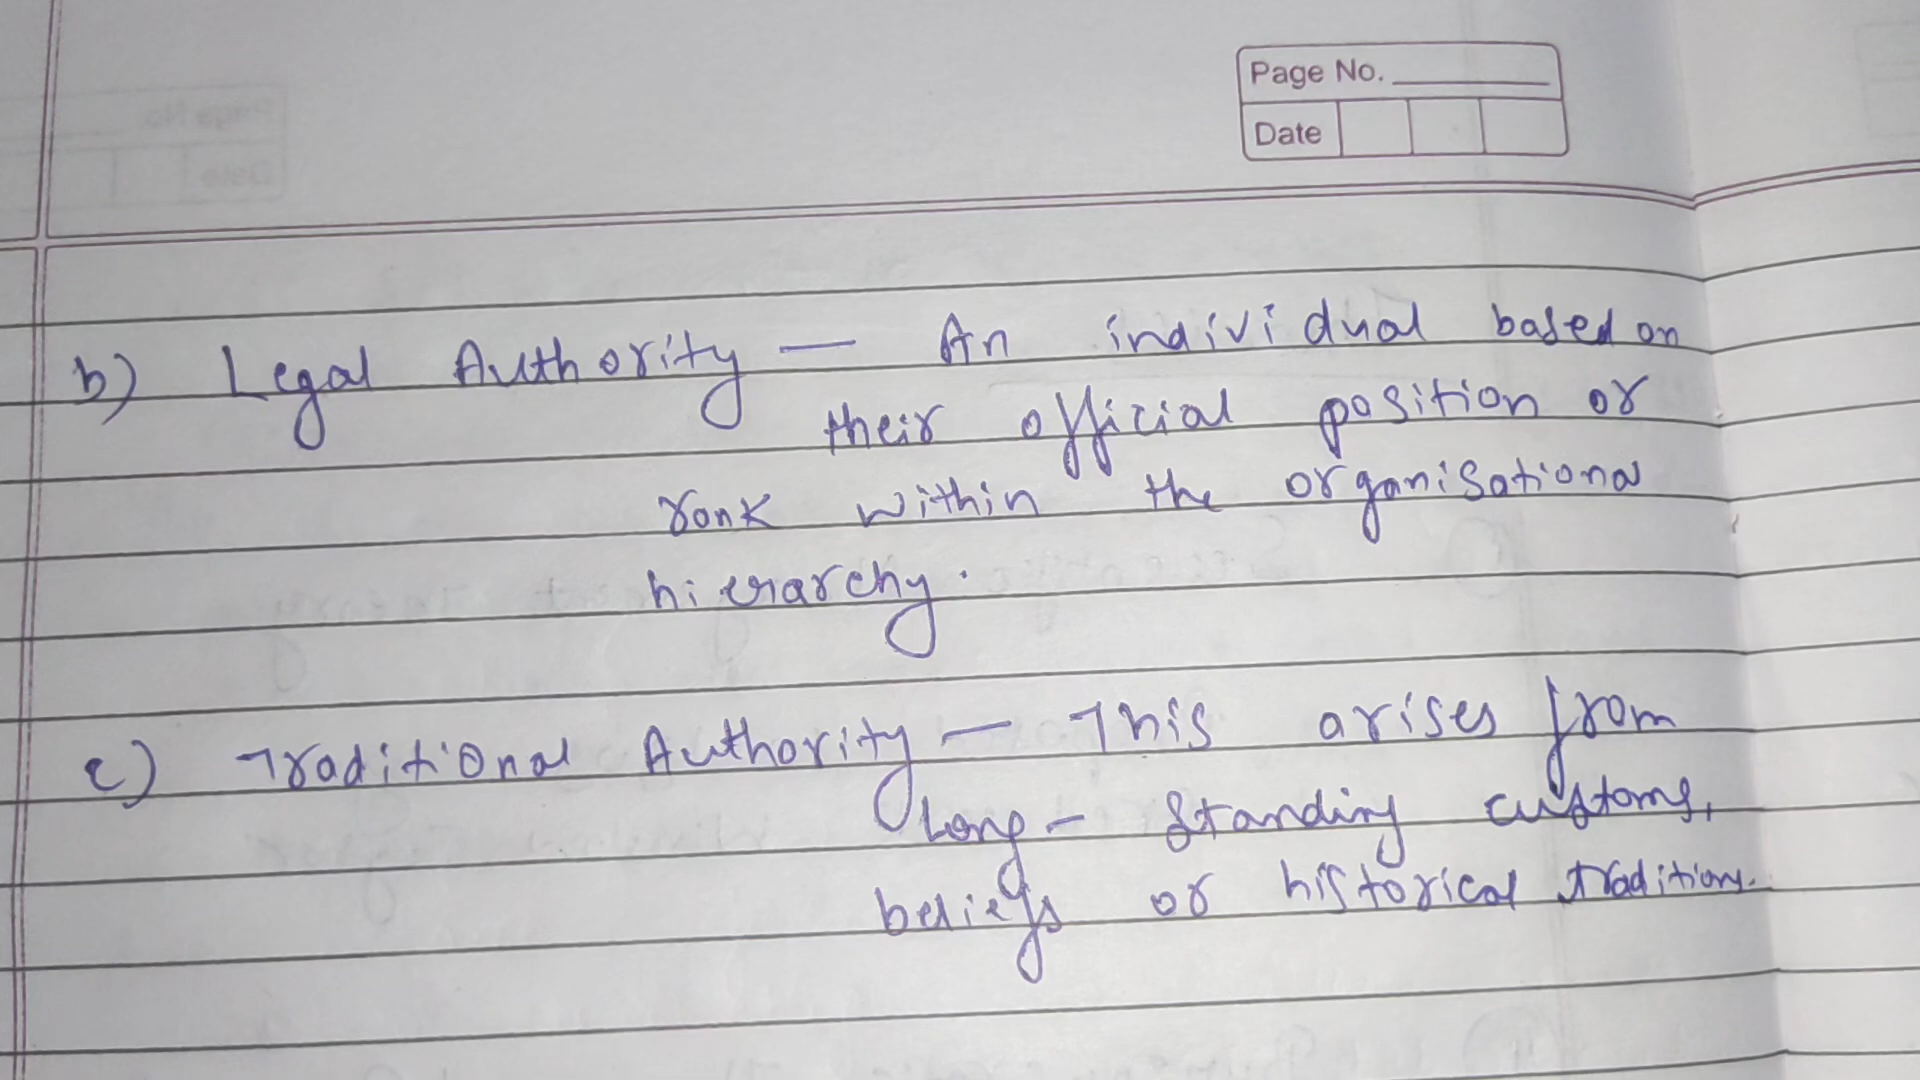 Page No.
Date
b) Legal Authority — An individual based on
their official position or
rank within the organisational
hierarchy.
c) Traditional Authority — This arises from
Long - standing customs,
beliefs or historical traditions.